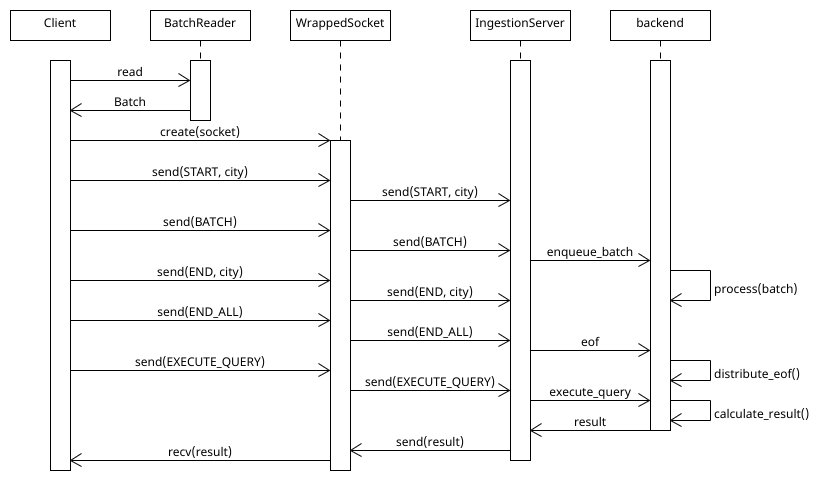 Client
BatchReader
WrappedSocket
IngestionServer
backend
read
Batch
create(socket)
send(START, city)
send(START, city)
send(BATCH)
send(BATCH)
enqueue_batch
send(END, city)
process(batch)
send(END, city)
send(END_ALL)
send(END_ALL)
eof
send(EXECUTE_QUERY)
distribute_eof()
send(EXECUTE_QUERY)
execute_query
calculate_result()
result
send(result)
recv(result)